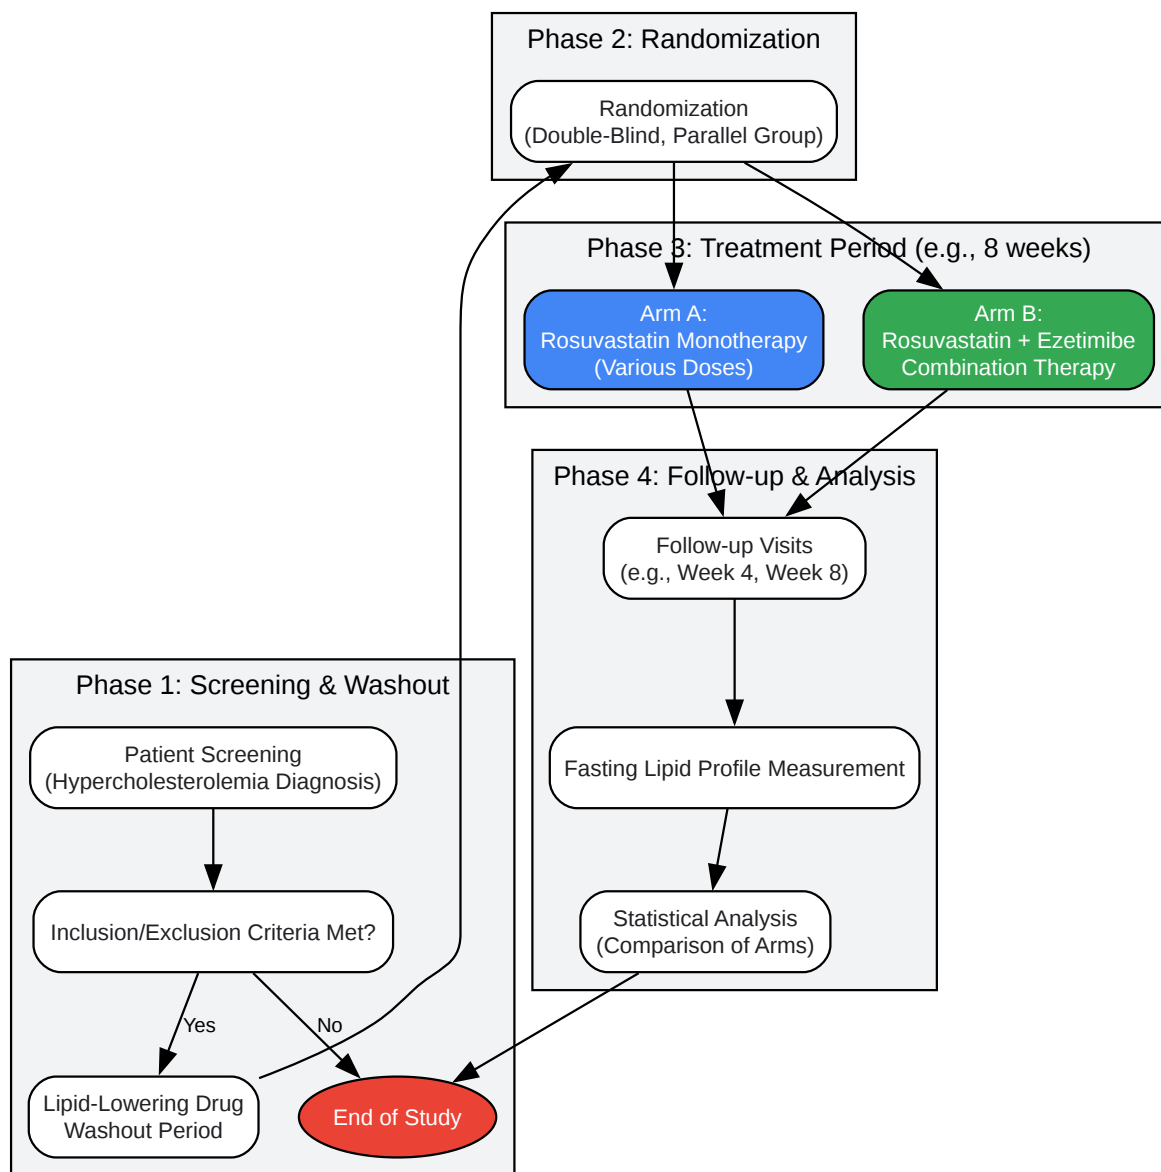 Phase 2: Randomization
Randomization
(Double-Blind, Parallel Group)
Phase 3: Treatment Period (e.g., 8 weeks)
Arm A:
Rosuvastatin Monotherapy
(Various Doses)
Arm B:
Rosuvastatin + Ezetimibe
Combination Therapy
Phase 4: Follow-up & Analysis
Follow-up Visits
(e.g., Week 4, Week 8)
Fasting Lipid Profile Measurement
Statistical Analysis
(Comparison of Arms)
Phase 1: Screening & Washout
Patient Screening
(Hypercholesterolemia Diagnosis)
Inclusion/Exclusion Criteria Met?
Yes
No
Lipid-Lowering Drug
Washout Period
End of Study